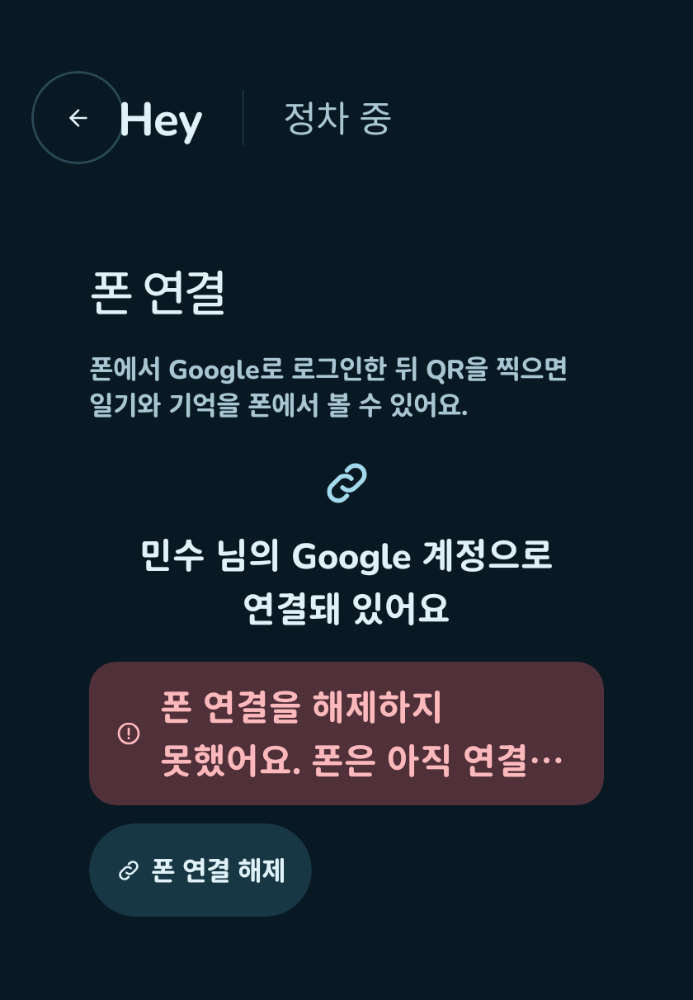 Hey
정차 중
폰 연결
폰에서 Google로 로그인한 뒤 QR을 찍으면
일기와 기억을 폰에서 볼 수 있어요.
민수 님의 Google 계정으로
연결돼 있어요
폰 연결을 해제하지
못했어요. 폰은 아직 연결…
폰 연결 해제